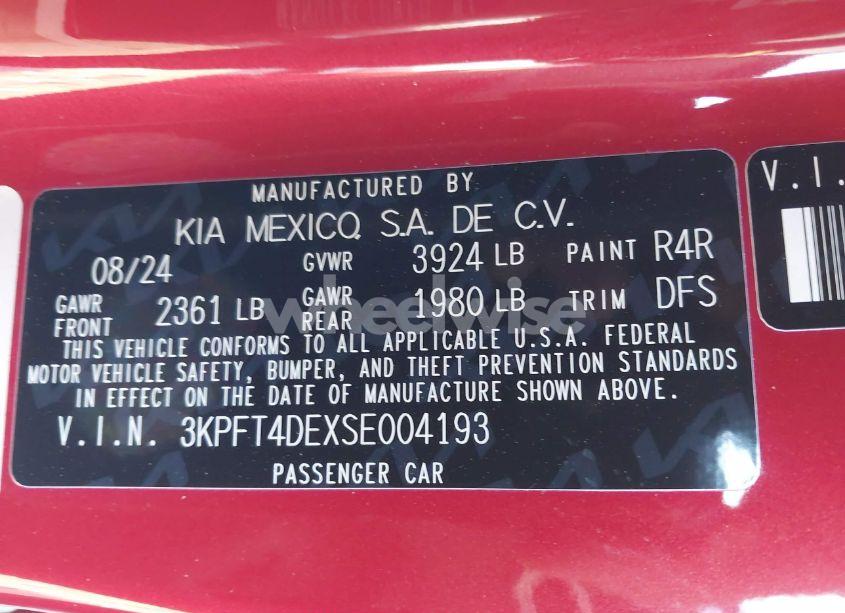 MANUFACTURED BY
KIA MEXICO, S.A. DE C.V.
08/24 GVWR 3924 LB PAINT R4R
GAWR FRONT 2361 LB GAWR REAR 1980 LB TRIM DFS
THIS VEHICLE CONFORMS TO ALL APPLICABLE U.S.A. FEDERAL
MOTOR VEHICLE SAFETY, BUMPER, AND THEFT PREVENTION STANDARDS
IN EFFECT ON THE DATE OF MANUFACTURE SHOWN ABOVE.
V.I.N. 3KPFT4DEXSE004193
PASSENGER CAR
V.I.
wheelwise